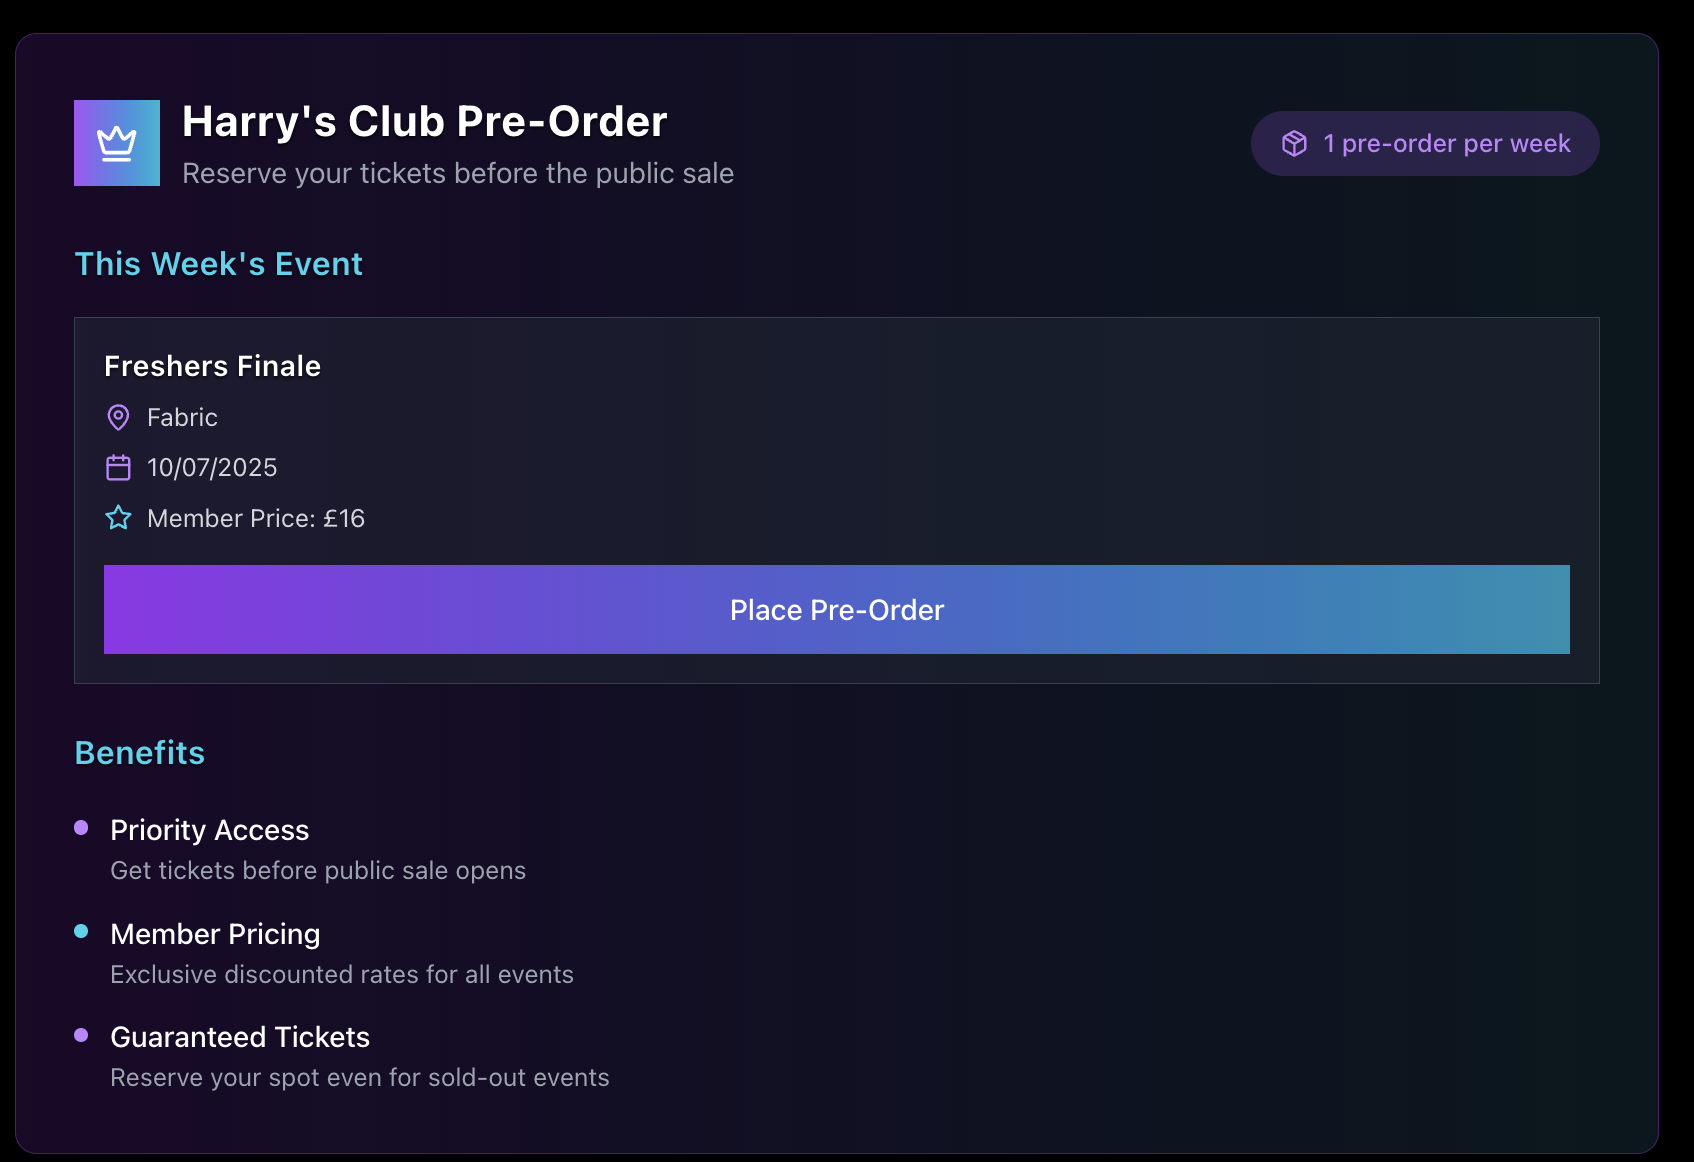 Harry's Club Pre-Order
Reserve your tickets before the public sale
1 pre-order per week
This Week's Event
Freshers Finale
Fabric
10/07/2025
Member Price: £16
Place Pre-Order
Benefits
Priority Access
Get tickets before public sale opens
Member Pricing
Exclusive discounted rates for all events
Guaranteed Tickets
Reserve your spot even for sold-out events